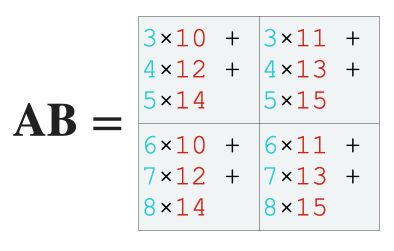 3×10 + 3×11 +
4×12 + 4×13 +
5×14 5×15
AB =
6×10 + 6×11 +
7×12 + 7×13 +
8×14 8×15